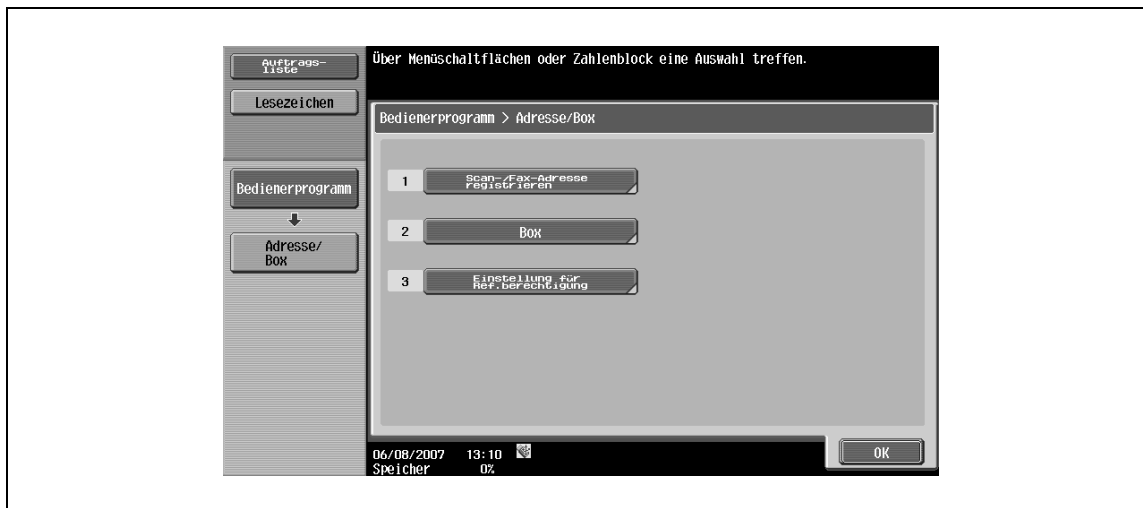 Auftrags-
liste
Lesezeichen
Bedienerprogramm
Adresse/
Box
Über Menüschaltflächen oder Zahlenblock eine Auswahl treffen.
Bedienerprogramm > Adresse/Box
1 Scan-/Fax-Adresse
registrieren
2 Box
3 Einstellung für
Ref.berechtigung
06/08/2007 13:10
Speicher 0%
OK